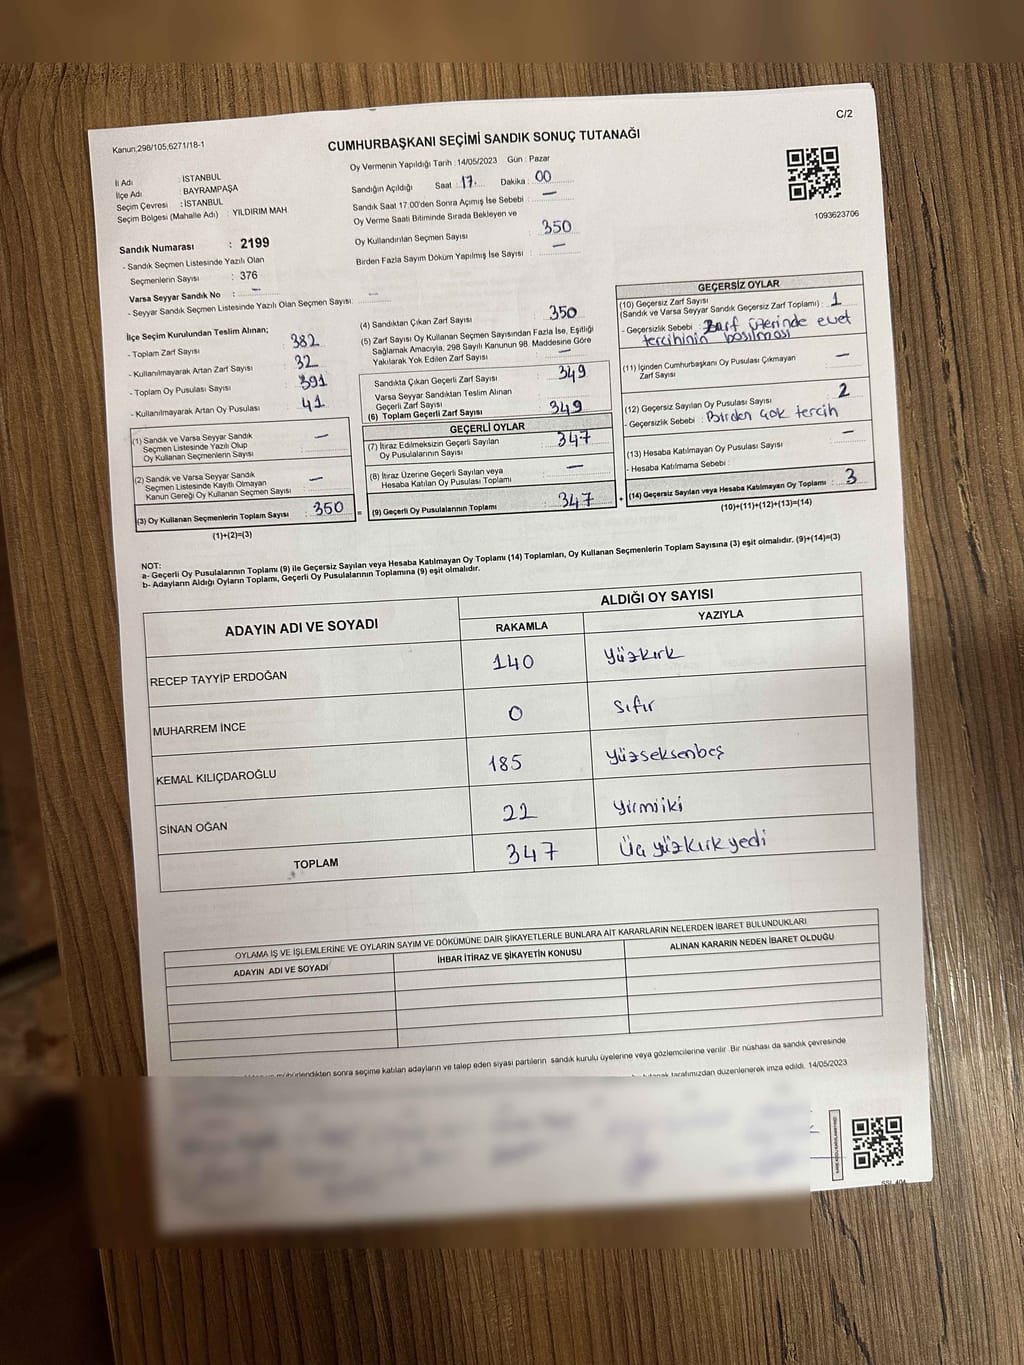 C/2
Kanun,298/105,6271/18-1
CUMHURBAŞKANI SEÇİMİ SANDIK SONUÇ TUTANAĞI
İl Adı : İSTANBUL
İlçe Adı : BAYRAMPAŞA
Seçim Çevresi : İSTANBUL
Seçim Bölgesi (Mahalle Adı) : YILDIRIM MAH
Sandık Numarası : 2199
- Sandık Seçmen Listesinde Yazılı Olan
Seçmenlerin Sayısı : 376
Varsa Seyyar Sandık No : —
- Seyyar Sandık Seçmen Listesinde Yazılı Olan Seçmen Sayısı: —
Oy Vermenin Yapıldığı Tarih : 14/05/2023 Gün : Pazar
Sandığın Açıldığı Saat : 17. Dakika : 00
Sandık Saat 17.00'den Sonra Açımış İse Sebebi : —
Oy Verme Saati Bitiminde Sırada Bekleyen ve
Oy Kullandırılan Seçmen Sayısı : 350
Birden Fazla Sayım Döküm Yapılmış İse Sayısı : —
1093623706
İlçe Seçim Kurulundan Teslim Alınan;
- Toplam Zarf Sayısı : 382
- Kullanılmayarak Artan Zarf Sayısı : 32
- Toplam Oy Pusulası Sayısı : 391
- Kullanılmayarak Artan Oy Pusulası : 41
(1) Sandık ve Varsa Seyyar Sandık
Seçmen Listesinde Yazılı Olup
Oy Kullanan Seçmenlerin Sayısı : —
(2) Sandık ve Varsa Seyyar Sandık
Seçmen Listesinde Kayıtlı Olmayan
Kanun Gereği Oy Kullanan Seçmen Sayısı : —
(3) Oy Kullanan Seçmenlerin Toplam Sayısı : 350
(1)+(2)=(3)
(4) Sandıktan Çıkan Zarf Sayısı : 350
(5) Zarf Sayısı Oy Kullanan Seçmen Sayısından Fazla İse, Eşitliği
Sağlamak Amacıyla, 298 Sayılı Kanunun 98. Maddesine Göre
Yakılarak Yok Edilen Zarf Sayısı : —
Sandıkta Çıkan Geçerli Zarf Sayısı : 349
Varsa Seyyar Sandıktan Teslim Alınan
Geçerli Zarf Sayısı :
(6) Toplam Geçerli Zarf Sayısı : 349
GEÇERLİ OYLAR
(7) İtiraz Edilmeksizin Geçerli Sayılan
Oy Pusulalarının Sayısı : 347
(8) İtiraz Üzerine Geçerli Sayılan veya
Hesaba Katılan Oy Pusulası Toplamı : —
(9) Geçerli Oy Pusulalarının Toplamı : 347
GEÇERSİZ OYLAR
(10) Geçersiz Zarf Sayısı
(Sandık ve Varsa Seyyar Sandık Geçersiz Zarf Toplamı) : 1
- Geçersizlik Sebebi : Zarf üzerinde evet
tercihinin basılması
(11) İçinden Cumhurbaşkanı Oy Pusulası Çıkmayan
Zarf Sayısı : —
(12) Geçersiz Sayılan Oy Pusulası Sayısı : 2
- Geçersizlik Sebebi : Birden çok tercih
(13) Hesaba Katılmayan Oy Pusulası Sayısı : —
- Hesaba Katılmama Sebebi :
(14) Geçersiz Sayılan veya Hesaba Katılmayan Oy Toplamı : 3
(10)+(11)+(12)+(13)=(14)
NOT:
a- Geçerli Oy Pusulalarının Toplamı (9) ile Geçersiz Sayılan veya Hesaba Katılmayan Oy Toplamı (14) Toplamları, Oy Kullanan Seçmenlerin Toplam Sayısına (3) eşit olmalıdır. (9)+(14)=(3)
b- Adayların Aldığı Oyların Toplamı, Geçerli Oy Pusulalarının Toplamına (9) eşit olmalıdır.
ADAYIN ADI VE SOYADI
ALDIĞI OY SAYISI
RAKAMLA YAZIYLA
RECEP TAYYİP ERDOĞAN 140 Yüzkırk
MUHARREM İNCE 0 Sıfır
KEMAL KILIÇDAROĞLU 185 Yüzseksenbeş
SİNAN OĞAN 22 Yirmiiki
TOPLAM 347 Üçyüzkırkyedi
OYLAMA İŞ VE İŞLEMLERİNE VE OYLARIN SAYIM VE DÖKÜMÜNE DAİR ŞİKAYETLERLE BUNLARA AİT KARARLARIN NELERDEN İBARET BULUNDUKLARI
ADAYIN ADI VE SOYADI İHBAR İTİRAZ VE ŞİKAYETİN KONUSU ALINAN KARARIN NEDEN İBARET OLDUĞU
mühürlendikten sonra seçime katılan adayların ve talep eden siyasi partilerin sandık kurulu üyelerine veya gözlemcilerine verilir. Bir nüshası da sandık çevresinde
tutanak tarafımızdan düzenlenerek imza edildi. 14/05/2023